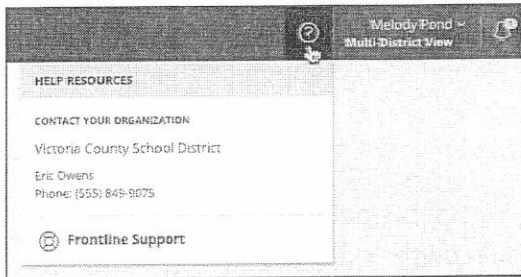 Melody Pond
Multi-District View
HELP RESOURCES
CONTACT YOUR ORGANIZATION
Victoria County School District
Eric Owens
Phone: (555) 849-9075
Frontline Support